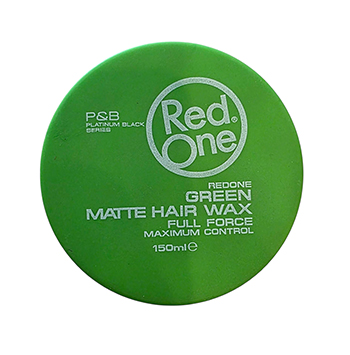 P&B
PLATINUM BLACK
SERIES
Red®
One
REDONE
GREEN
MATTE HAIR WAX
FULL FORCE
MAXIMUM CONTROL
150ml e